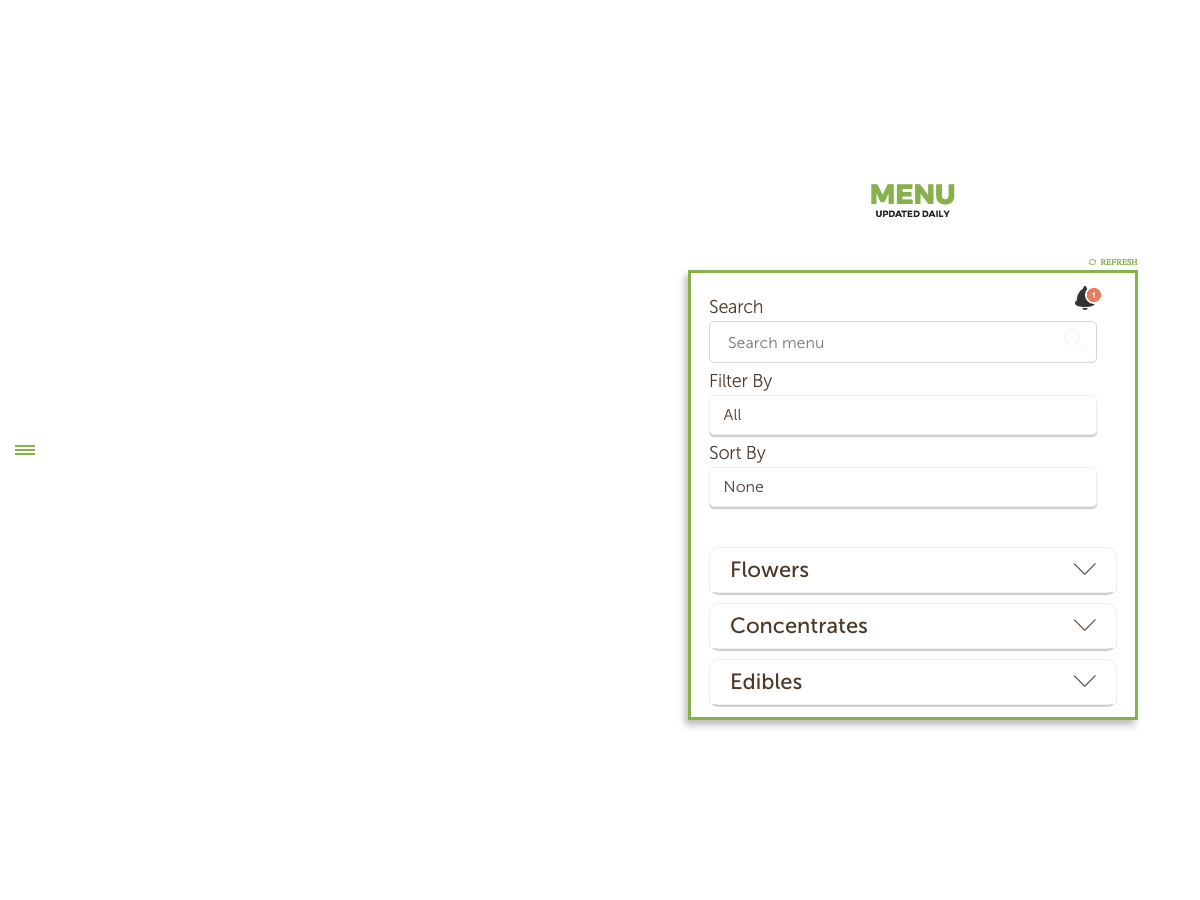 MENU
UPDATED DAILY
REFRESH
1
Search
Search menu
Filter By
All
Sort By
None
Flowers
Concentrates
Edibles